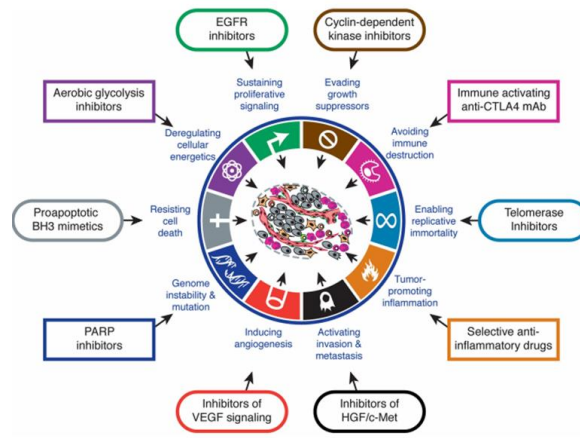 EGFR
inhibitors
Cyclin-dependent
kinase inhibitors
Sustaining
proliferative
signaling
Evading
growth
suppressors
Aerobic glycolysis
inhibitors
Immune activating
anti-CTLA4 mAb
Deregulating
cellular
energetics
Avoiding
immune
destruction
Proapoptotic
BH3 mimetics
Resisting
cell
death
Enabling
replicative
immortality
Telomerase
Inhibitors
Genome
instability &
mutation
Tumor-
promoting
inflammation
PARP
inhibitors
Inducing
angiogenesis
Activating
invasion &
metastasis
Selective anti-
inflammatory drugs
Inhibitors of
VEGF signaling
Inhibitors of
HGF/c-Met